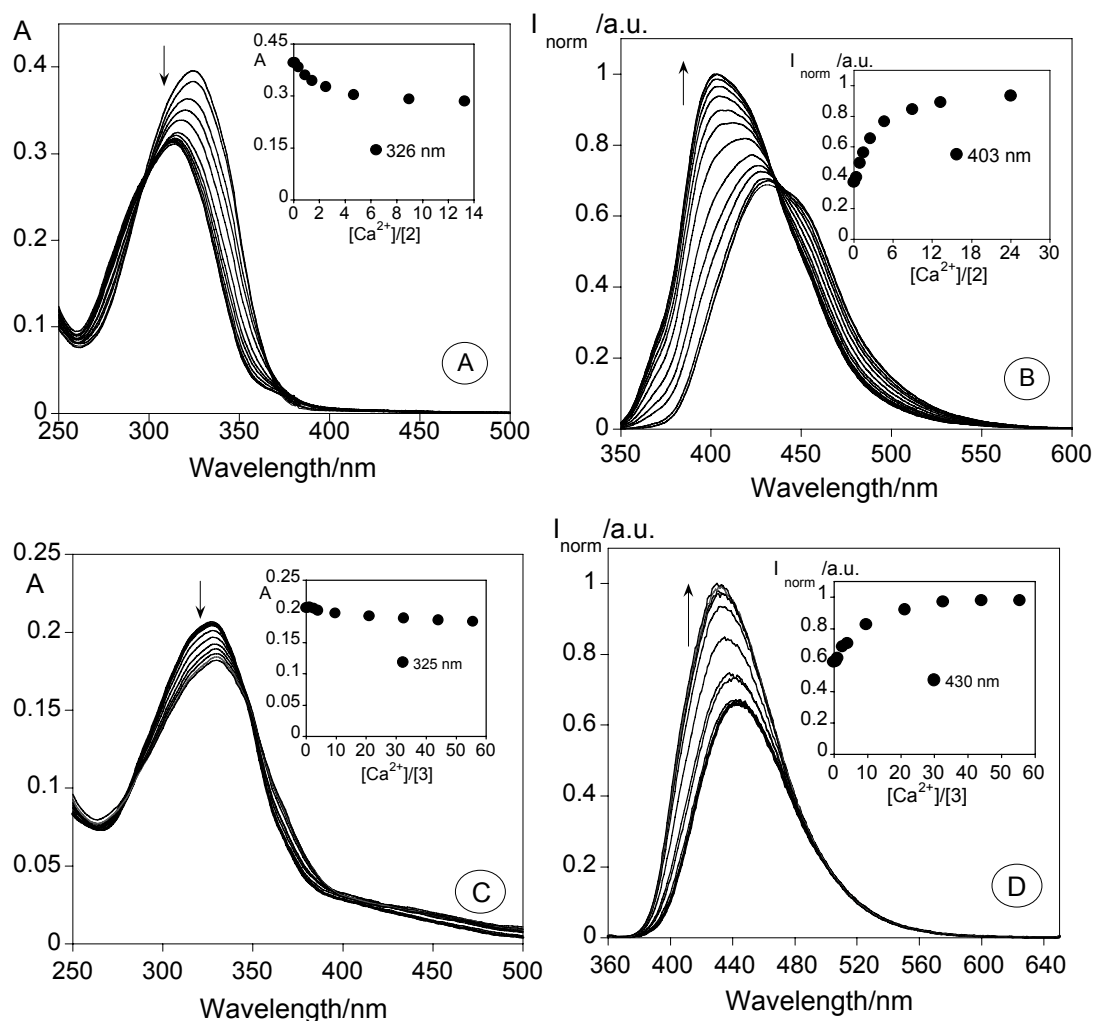 A
0.4
0.3
0.2
0.1
0
250 300 350 400 450 500
Wavelength/nm
0.45
A
0.3
0.15
0
0 2 4 6 8 10 12 14
[Ca²⁺]/[2]
326 nm
A
I norm /a.u.
1
0.8
0.6
0.4
0.2
0
350 400 450 500 550 600
Wavelength/nm
I norm /a.u.
1
0.8
0.6
0.4
0.2
0
0 6 12 18 24 30
[Ca²⁺]/[2]
403 nm
B
0.25
A
0.2
0.15
0.1
0.05
0
250 300 350 400 450 500
Wavelength/nm
0.25
A
0.2
0.15
0.1
0.05
0
0 10 20 30 40 50 60
[Ca²⁺]/[3]
325 nm
C
I norm /a.u.
1
0.8
0.6
0.4
0.2
0
360 400 440 480 520 560 600 640
Wavelength/nm
I norm /a.u.
1
0.8
0.6
0.4
0.2
0
0 10 20 30 40 50 60
[Ca²⁺]/[3]
430 nm
D